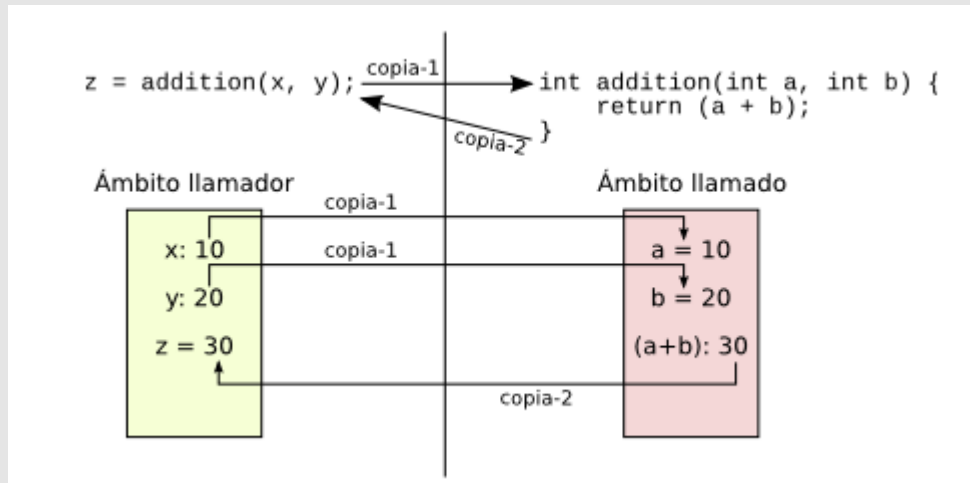 z = addition(x, y);
copia-1
int addition(int a, int b) {
return (a + b);
}
copia-2
Ámbito llamador
Ámbito llamado
copia-1
x: 10
a = 10
copia-1
y: 20
b = 20
z = 30
(a+b): 30
copia-2